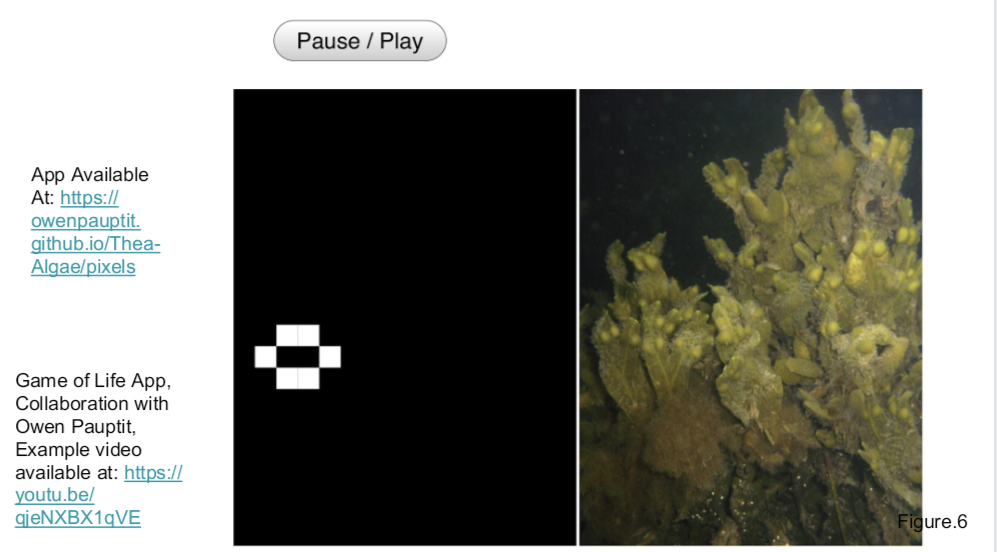 Pause / Play
App Available
At: https://
owenpauptit.
github.io/Thea-
Algae/pixels
Game of Life App,
Collaboration with
Owen Pauptit,
Example video
available at: https://
youtu.be/
qjeNXBX1qVE
Figure.6